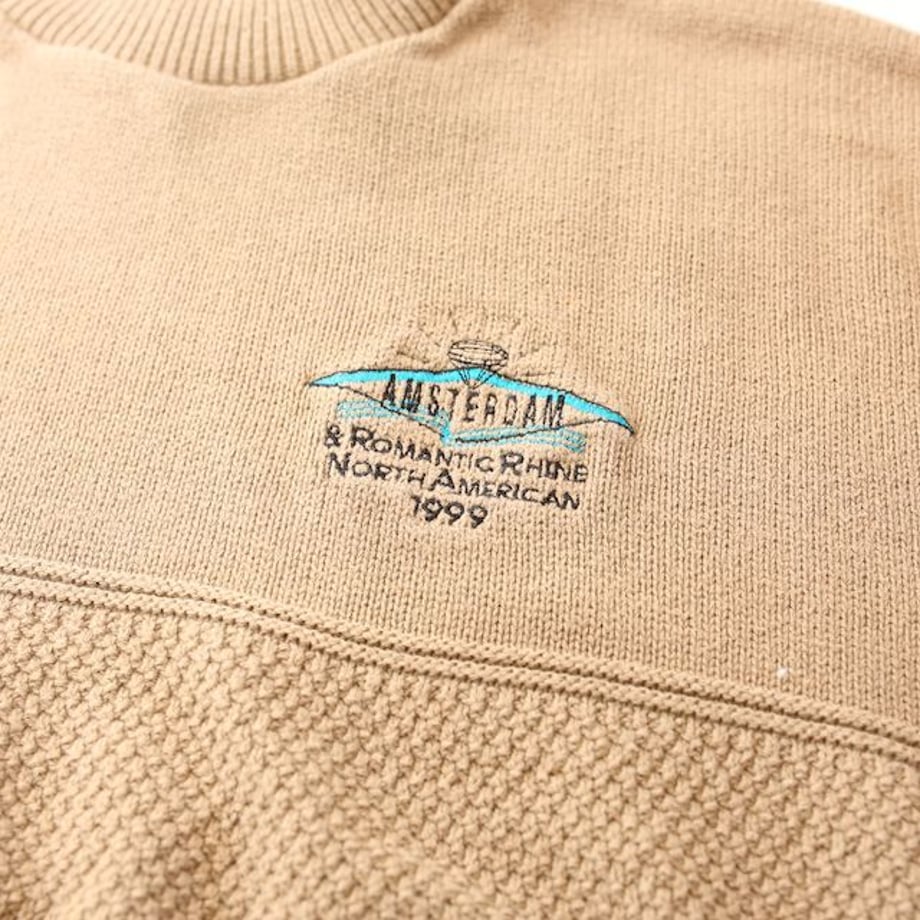 AMSTERDAM
& ROMANTIC RHINE
NORTH AMERICAN
1999